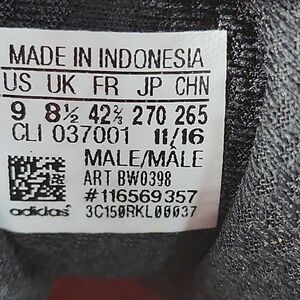 MADE IN INDONESIA
US UK FR JP CHN
9 8½ 42⅔ 270 265
CLI 037001 11/16
MALE/MÂLE
ART BW0398
#116569357
adidas 3C150RKL00037